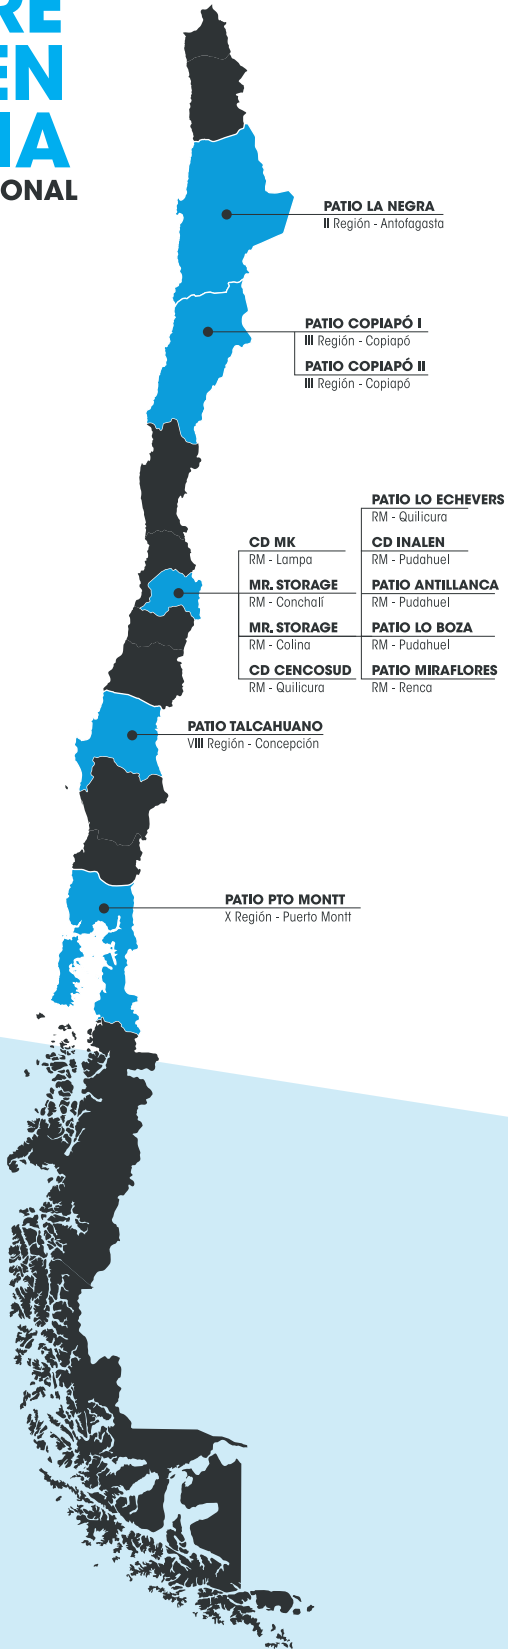 RE
EN
IA
ONAL
PATIO LA NEGRA
II Región - Antofagasta
PATIO COPIAPÓ I
III Región - Copiapó
PATIO COPIAPÓ II
III Región - Copiapó
CD MK
RM - Lampa
MR. STORAGE
RM - Conchalí
MR. STORAGE
RM - Colina
CD CENCOSUD
RM - Quilicura
PATIO LO ECHEVERS
RM - Quilicura
CD INALEN
RM - Pudahuel
PATIO ANTILLANCA
RM - Pudahuel
PATIO LO BOZA
RM - Pudahuel
PATIO MIRAFLORES
RM - Renca
PATIO TALCAHUANO
VIII Región - Concepción
PATIO PTO MONTT
X Región - Puerto Montt